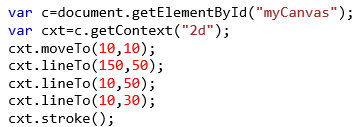 var c=document.getElementById("myCanvas");
var cxt=c.getContext("2d");
cxt.moveTo(10,10);
cxt.lineTo(150,50);
cxt.lineTo(10,50);
cxt.lineTo(10,30);
cxt.stroke();